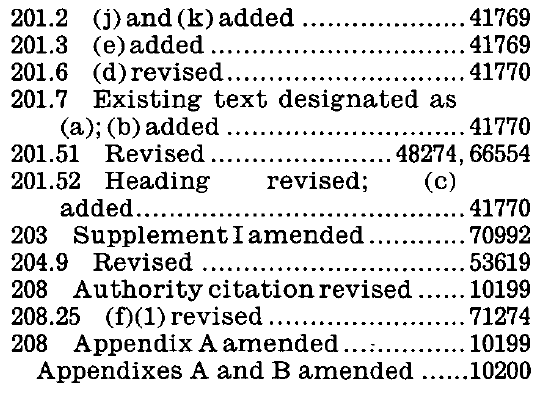 201.2 (j) and (k) added .................. 41769
201.3 (e) added ............................ 41769
201.6 (d) revised .......................... 41770
201.7 Existing text designated as
(a); (b) added ........................... 41770
201.51 Revised .................... 48274, 66554
201.52 Heading revised; (c)
added .................................... 41770
203 Supplement I amended ........... 70992
204.9 Revised .............................. 53619
208 Authority citation revised ...... 10199
208.25 (f)(1) revised ...................... 71274
208 Appendix A amended .............. 10199
Appendixes A and B amended ...... 10200